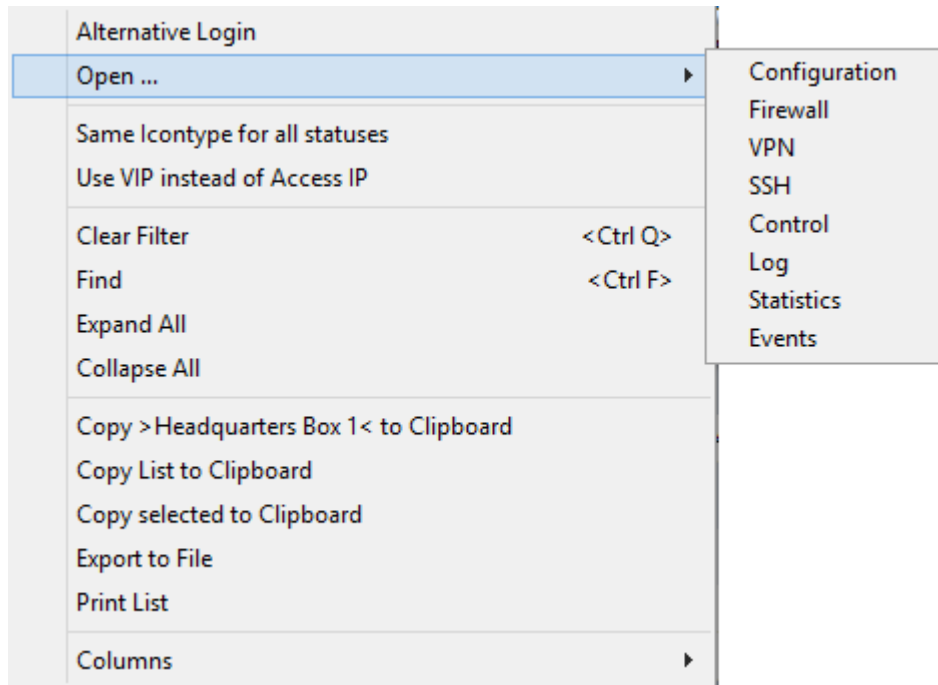 Alternative Login
Open ...
Same Icontype for all statuses
Use VIP instead of Access IP
Clear Filter <Ctrl Q>
Find <Ctrl F>
Expand All
Collapse All
Copy >Headquarters Box 1< to Clipboard
Copy List to Clipboard
Copy selected to Clipboard
Export to File
Print List
Columns
Configuration
Firewall
VPN
SSH
Control
Log
Statistics
Events